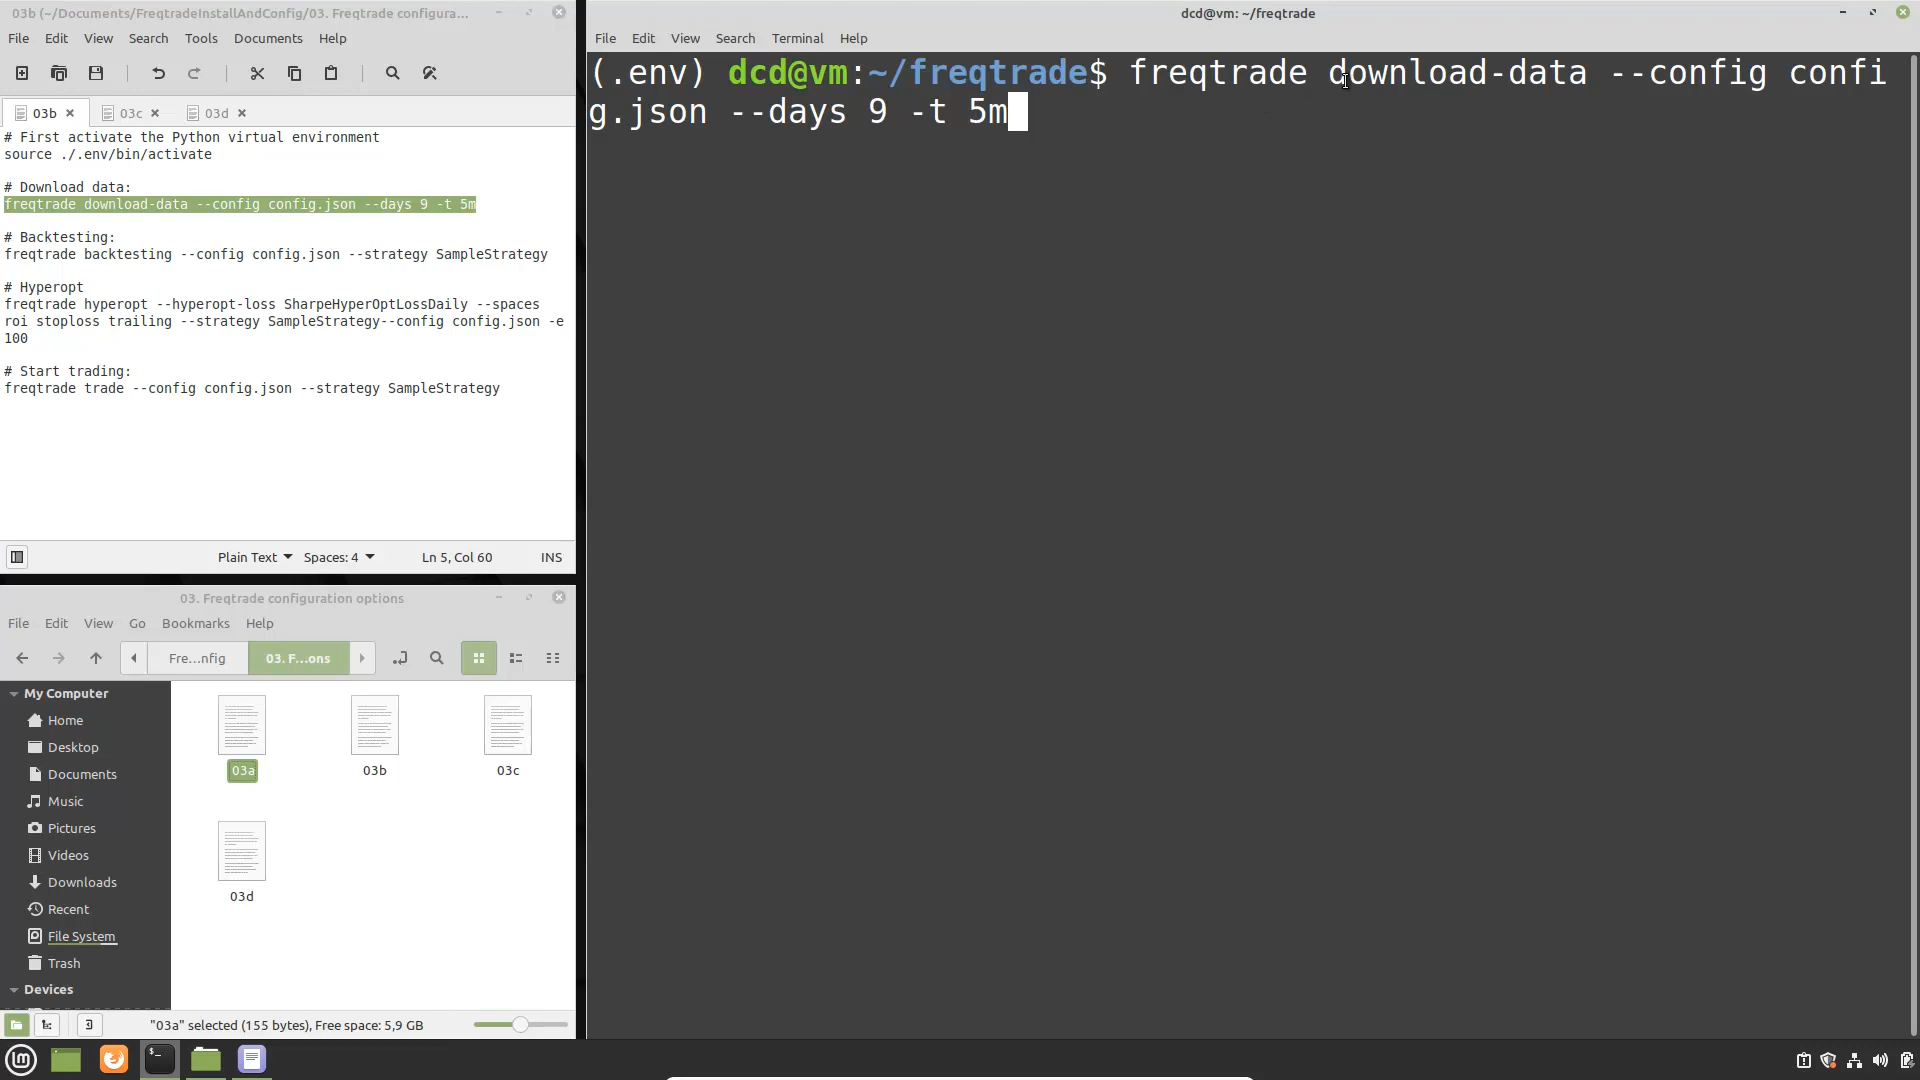 03b (~/Documents/FreqtradeInstallAndConfig/03. Freqtrade configura...
File Edit View Search Tools Documents Help
03b
03c
03d
# First activate the Python virtual environment
source ./.env/bin/activate
# Download data:
freqtrade download-data --config config.json --days 9 -t 5m
# Backtesting:
freqtrade backtesting --config config.json --strategy SampleStrategy
# Hyperopt
freqtrade hyperopt --hyperopt-loss SharpeHyperOptLossDaily --spaces
roi stoploss trailing --strategy SampleStrategy--config config.json -e
100
# Start trading:
freqtrade trade --config config.json --strategy SampleStrategy
Plain Text Spaces: 4 Ln 5, Col 60 INS
03. Freqtrade configuration options
File Edit View Go Bookmarks Help
Fre...nfig 03. F...ons
My Computer
Home
Desktop
Documents
Music
Pictures
Videos
Downloads
Recent
File System
Trash
Devices
03a
03b
03c
03d
"03a" selected (155 bytes), Free space: 5,9 GB
dcd@vm: ~/freqtrade
File Edit View Search Terminal Help
(.env) dcd@vm:~/freqtrade$ freqtrade download-data --config confi
g.json --days 9 -t 5m